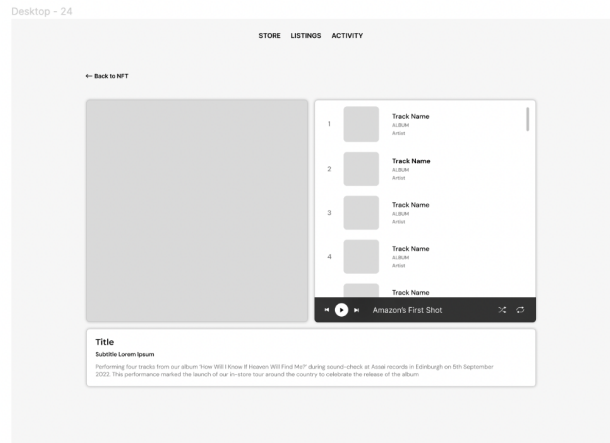 Desktop - 24
STORE LISTINGS ACTIVITY
← Back to NFT
1
Track Name
ALBUM
Artist
2
Track Name
ALBUM
Artist
3
Track Name
ALBUM
Artist
4
Track Name
ALBUM
Artist
Track Name
Amazon's First Shot
Title
Subtitle Lorem Ipsum
Performing four tracks from our album 'How Will I Know If Heaven Will Find Me?' during sound-check at Assai records in Edinburgh on 5th September
2022. This performance marked the launch of our in-store tour around the country to celebrate the release of the album